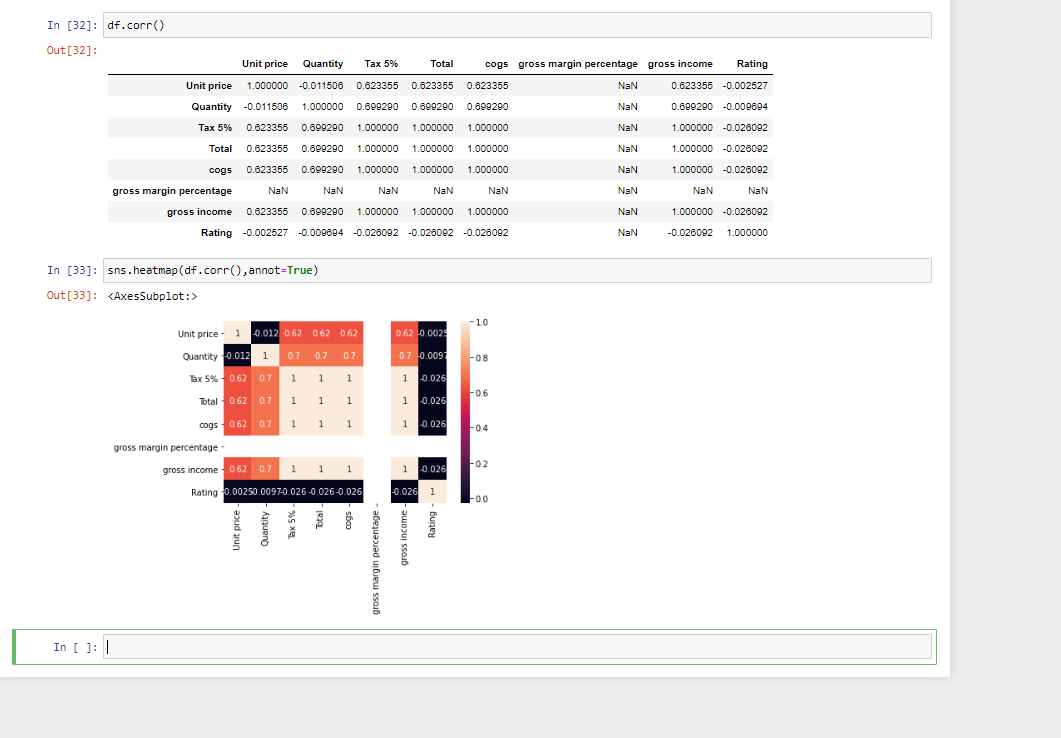 In [32]: df.corr()
Out[32]:
Unit price Quantity Tax 5% Total cogs gross margin percentage gross income Rating
Unit price 1.000000 -0.011506 0.623355 0.623355 0.623355 NaN 0.623355 -0.002527
Quantity -0.011506 1.000000 0.699290 0.699290 0.699290 NaN 0.699290 -0.009694
Tax 5% 0.623355 0.699290 1.000000 1.000000 1.000000 NaN 1.000000 -0.026092
Total 0.623355 0.699290 1.000000 1.000000 1.000000 NaN 1.000000 -0.026092
cogs 0.623355 0.699290 1.000000 1.000000 1.000000 NaN 1.000000 -0.026092
gross margin percentage NaN NaN NaN NaN NaN NaN NaN NaN
gross income 0.623355 0.699290 1.000000 1.000000 1.000000 NaN 1.000000 -0.026092
Rating -0.002527 -0.009694 -0.026092 -0.026092 -0.026092 NaN -0.026092 1.000000
In [33]: sns.heatmap(df.corr(),annot=True)
Out[33]: <AxesSubplot:>
Unit price 1 -0.012 0.62 0.62 0.62 0.62 -0.0025 1.0
Quantity -0.012 1 0.7 0.7 0.7 0.7 -0.0097 0.8
Tax 5% 0.62 0.7 1 1 1 1 -0.026
0.6
Total 0.62 0.7 1 1 1 1 -0.026
cogs 0.62 0.7 1 1 1 1 -0.026 0.4
gross margin percentage
gross income 0.62 0.7 1 1 1 1 -0.026 0.2
Rating -0.0025 -0.0097 -0.026 -0.026 -0.026 -0.026 1 0.0
Unit price
Quantity
Tax 5%
Total
cogs
gross margin percentage
gross income
Rating
In [ ]: